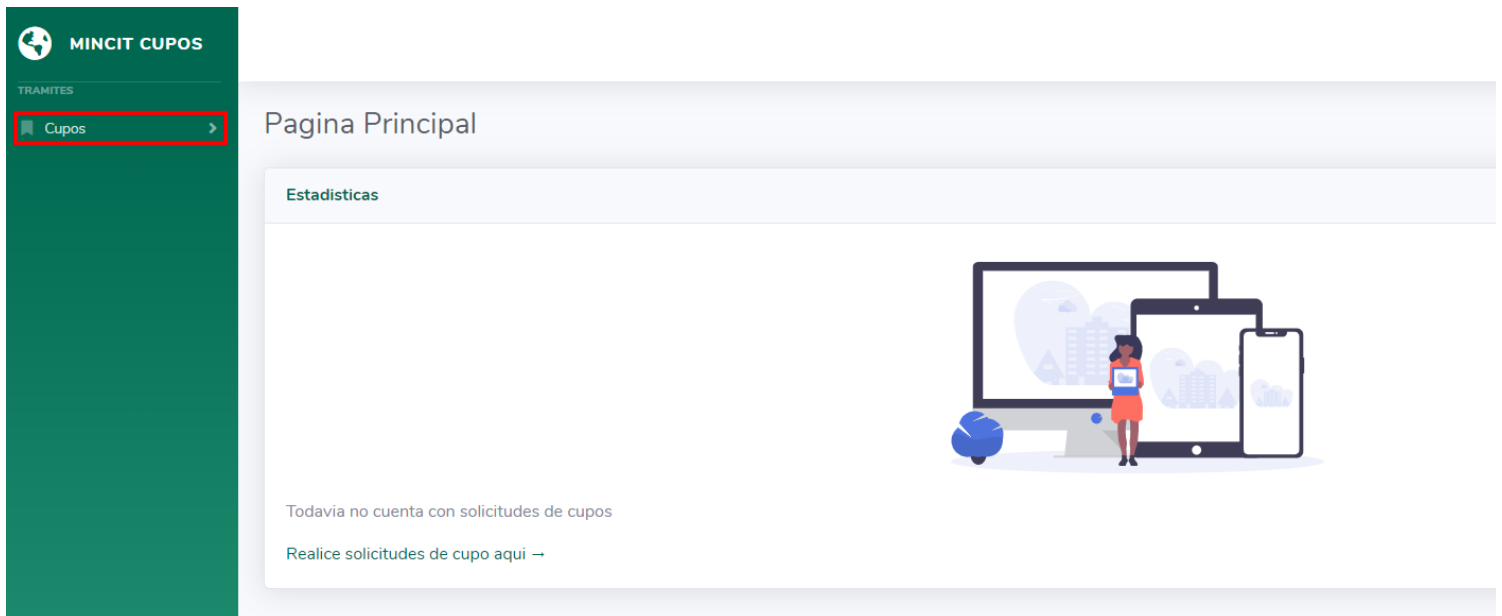 MINCIT CUPOS
TRAMITES
Cupos
Pagina Principal
Estadisticas
Todavia no cuenta con solicitudes de cupos
Realice solicitudes de cupo aqui →